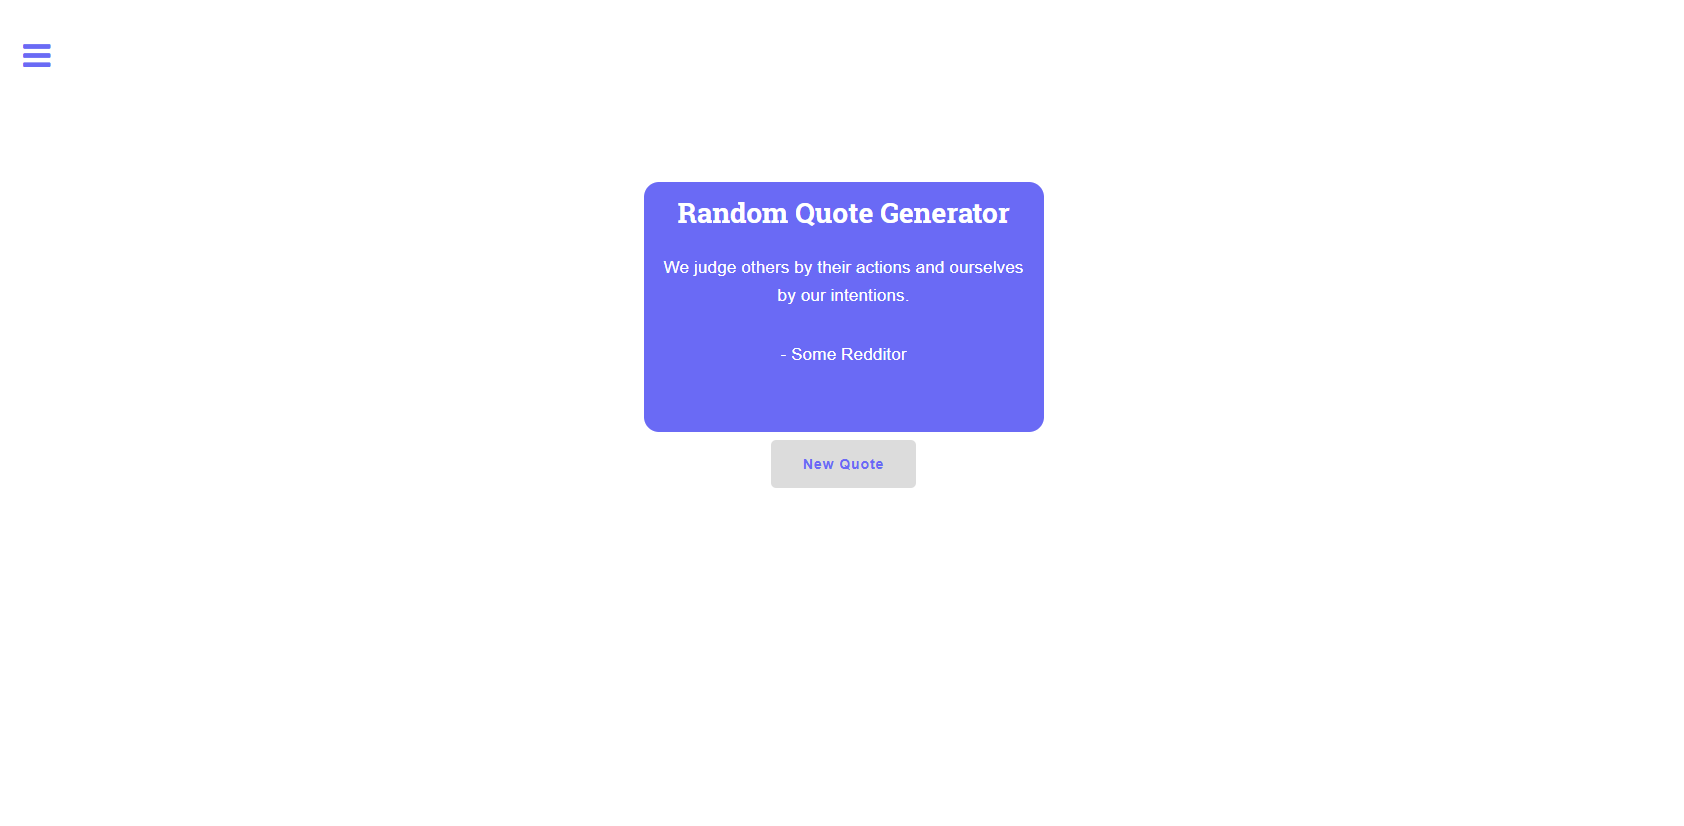 Random Quote Generator
We judge others by their actions and ourselves
by our intentions.
- Some Redditor
New Quote